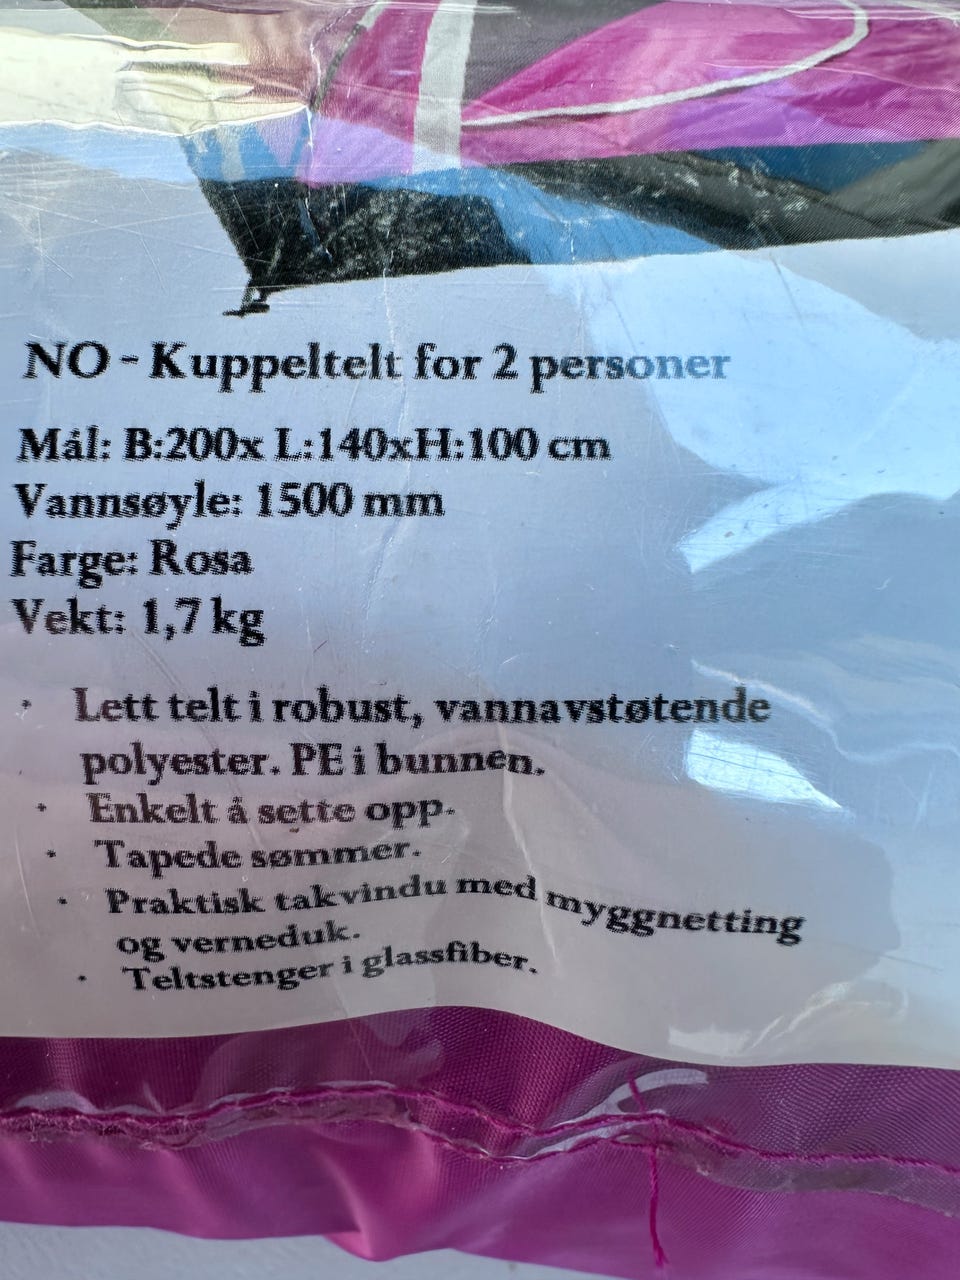 NO - Kuppeltelt for 2 personer
Mål: B:200x L:140xH:100 cm
Vannsøyle: 1500 mm
Farge: Rosa
Vekt: 1,7 kg
· Lett telt i robust, vannavstøtende
polyester. PE i bunnen.
· Enkelt å sette opp.
· Tapede sømmer.
· Praktisk takvindu med myggnetting
og verneduk.
· Teltstenger i glassfiber.